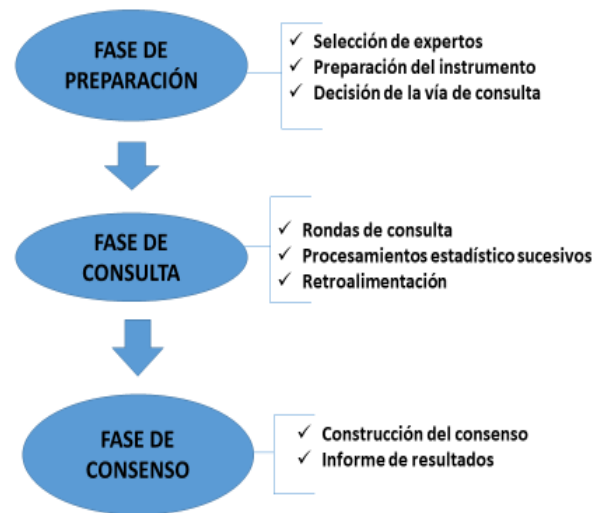 FASE DE
PREPARACIÓN
✓ Selección de expertos
✓ Preparación del instrumento
✓ Decisión de la vía de consulta
FASE DE
CONSULTA
✓ Rondas de consulta
✓ Procesamientos estadístico sucesivos
✓ Retroalimentación
FASE DE
CONSENSO
✓ Construcción del consenso
✓ Informe de resultados